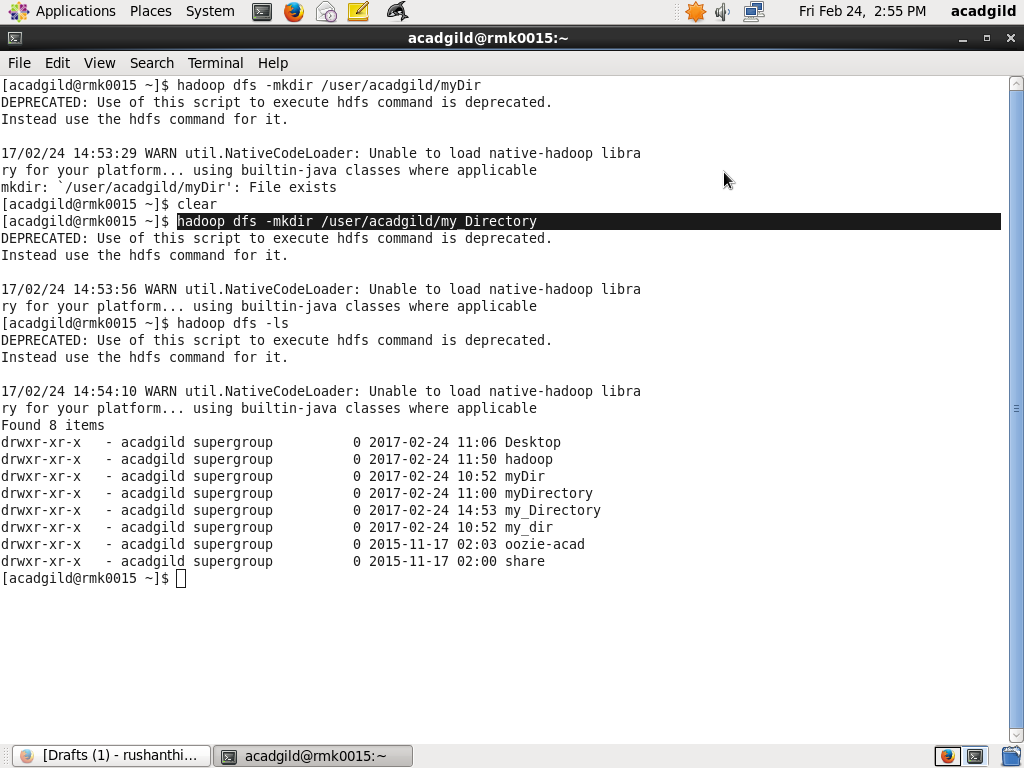 Applications Places System Fri Feb 24, 2:55 PM acadgild
acadgild@rmk0015:~
File Edit View Search Terminal Help
[acadgild@rmk0015 ~]$ hadoop dfs -mkdir /user/acadgild/myDir
DEPRECATED: Use of this script to execute hdfs command is deprecated.
Instead use the hdfs command for it.
17/02/24 14:53:29 WARN util.NativeCodeLoader: Unable to load native-hadoop libra
ry for your platform... using builtin-java classes where applicable
mkdir: `/user/acadgild/myDir': File exists
[acadgild@rmk0015 ~]$ clear
[acadgild@rmk0015 ~]$ hadoop dfs -mkdir /user/acadgild/my_Directory
DEPRECATED: Use of this script to execute hdfs command is deprecated.
Instead use the hdfs command for it.
17/02/24 14:53:56 WARN util.NativeCodeLoader: Unable to load native-hadoop libra
ry for your platform... using builtin-java classes where applicable
[acadgild@rmk0015 ~]$ hadoop dfs -ls
DEPRECATED: Use of this script to execute hdfs command is deprecated.
Instead use the hdfs command for it.
17/02/24 14:54:10 WARN util.NativeCodeLoader: Unable to load native-hadoop libra
ry for your platform... using builtin-java classes where applicable
Found 8 items
drwxr-xr-x   - acadgild supergroup          0 2017-02-24 11:06 Desktop
drwxr-xr-x   - acadgild supergroup          0 2017-02-24 11:50 hadoop
drwxr-xr-x   - acadgild supergroup          0 2017-02-24 10:52 myDir
drwxr-xr-x   - acadgild supergroup          0 2017-02-24 11:00 myDirectory
drwxr-xr-x   - acadgild supergroup          0 2017-02-24 14:53 my_Directory
drwxr-xr-x   - acadgild supergroup          0 2017-02-24 10:52 my_dir
drwxr-xr-x   - acadgild supergroup          0 2015-11-17 02:03 oozie-acad
drwxr-xr-x   - acadgild supergroup          0 2015-11-17 02:00 share
[acadgild@rmk0015 ~]$
[Drafts (1) - rushanthi... acadgild@rmk0015:~